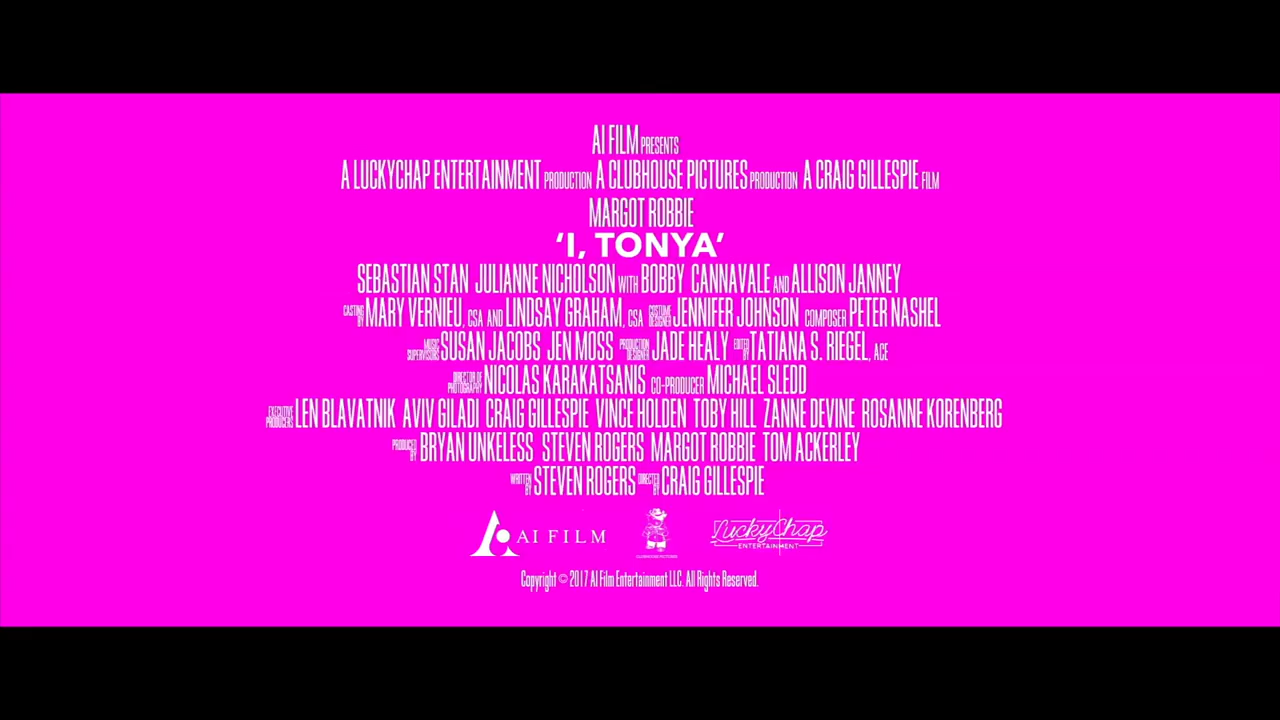 AI FILM PRESENTS
A LUCKYCHAP ENTERTAINMENT PRODUCTION A CLUBHOUSE PICTURES PRODUCTION A CRAIG GILLESPIE FILM
MARGOT ROBBIE
‘I, TONYA’
SEBASTIAN STAN JULIANNE NICHOLSON WITH BOBBY CANNAVALE AND ALLISON JANNEY
CASTING BY MARY VERNIEU, CSA AND LINDSAY GRAHAM, CSA COSTUME DESIGNER JENNIFER JOHNSON COMPOSER PETER NASHEL
MUSIC SUPERVISORS SUSAN JACOBS JEN MOSS PRODUCTION DESIGNER JADE HEALY EDITED BY TATIANA S. RIEGEL, ACE
DIRECTOR OF PHOTOGRAPHY NICOLAS KARAKATSANIS CO-PRODUCER MICHAEL SLEDD
EXECUTIVE PRODUCERS LEN BLAVATNIK AVIV GILADI CRAIG GILLESPIE VINCE HOLDEN TOBY HILL ZANNE DEVINE ROSANNE KORENBERG
PRODUCED BY BRYAN UNKELESS STEVEN ROGERS MARGOT ROBBIE TOM ACKERLEY
WRITTEN BY STEVEN ROGERS DIRECTED BY CRAIG GILLESPIE
AI FILM CLUBHOUSE PICTURES LuckyChap ENTERTAINMENT
Copyright © 2017 AI Film Entertainment LLC. All Rights Reserved.